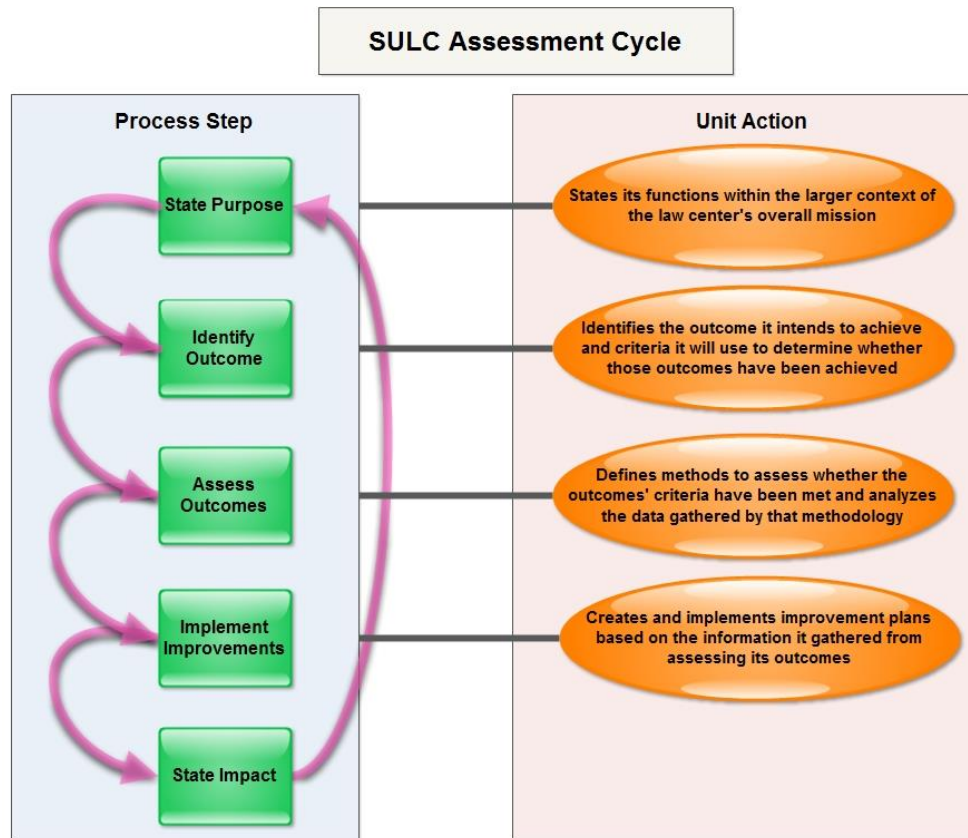 SULC Assessment Cycle
Process Step
Unit Action
State Purpose
States its functions within the larger context of
the law center's overall mission
Identify
Outcome
Identifies the outcome it intends to achieve
and criteria it will use to determine whether
those outcomes have been achieved
Assess
Outcomes
Defines methods to assess whether the
outcomes' criteria have been met and analyzes
the data gathered by that methodology
Implement
Improvements
Creates and implements improvement plans
based on the information it gathered from
assessing its outcomes
State Impact